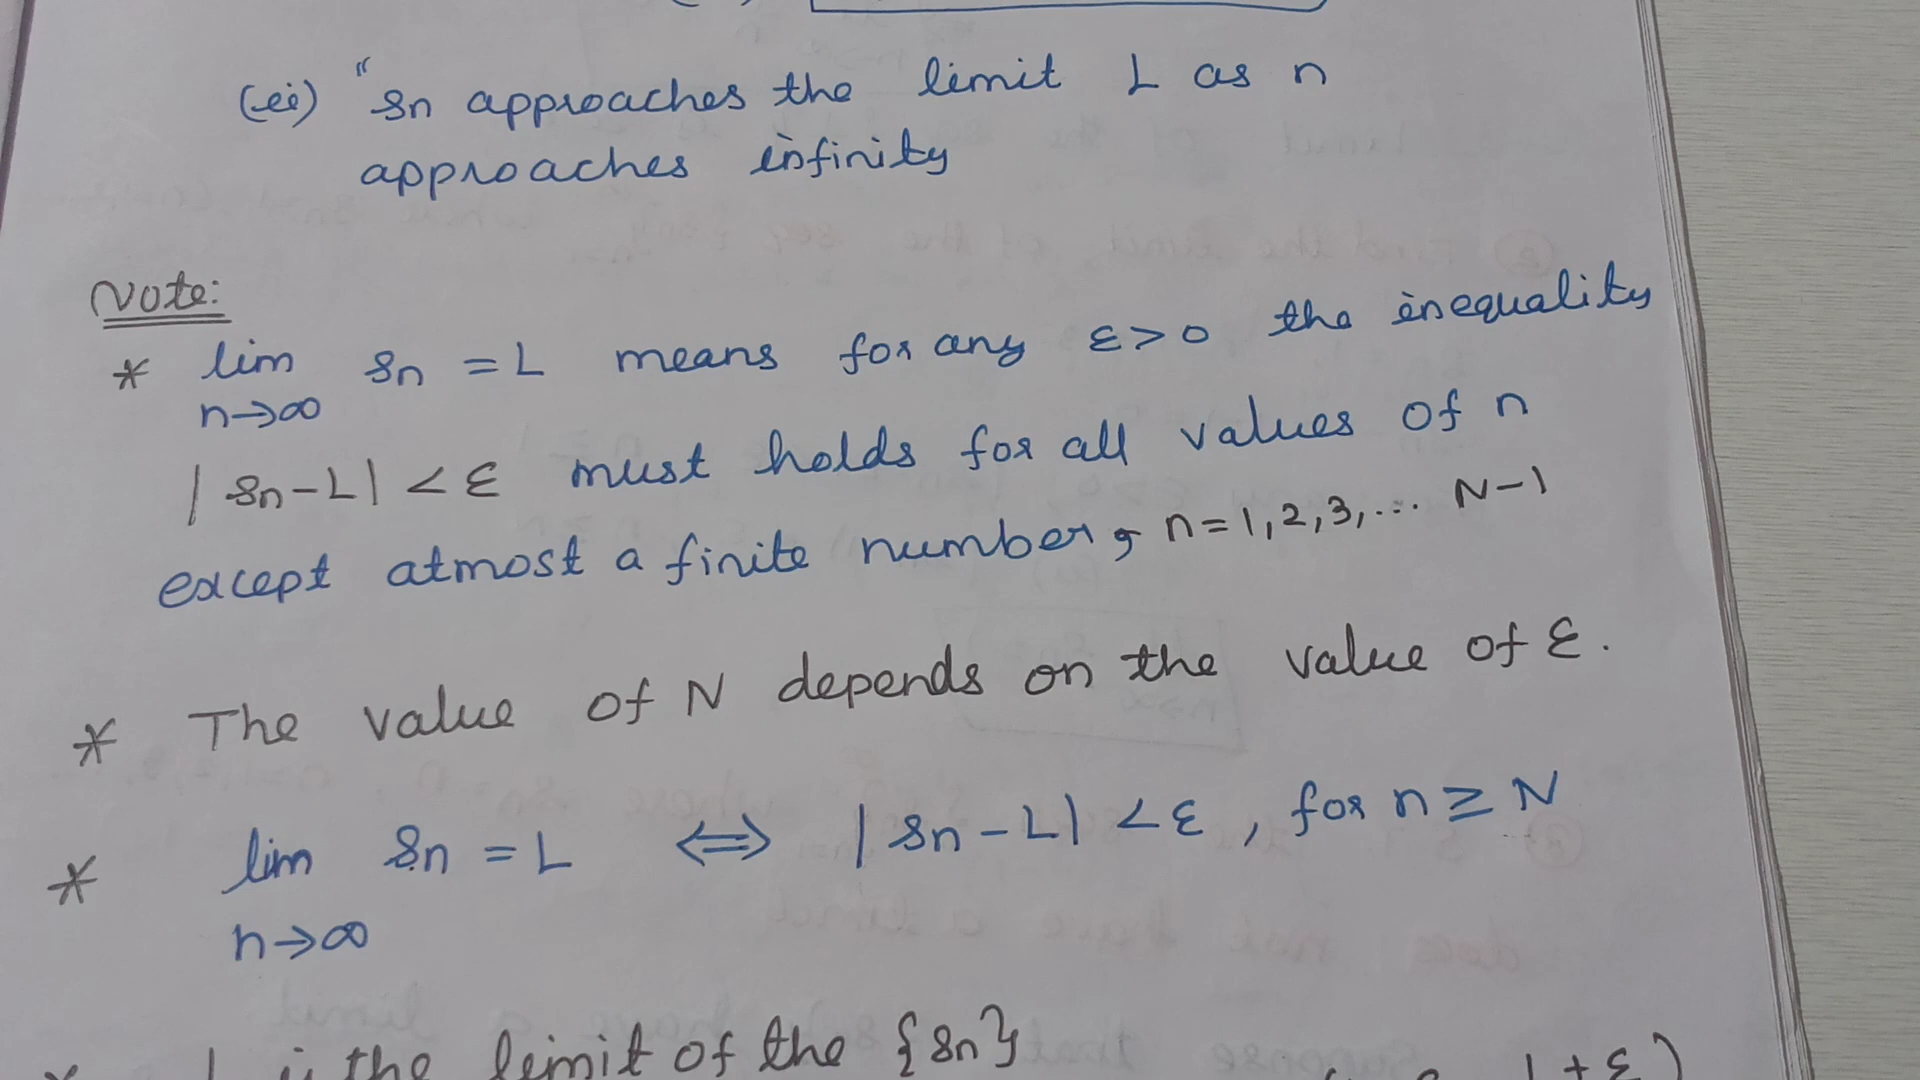 (ii) "Sn approaches the limit L as n
approaches infinity
Note:
* lim Sn = L means for any ε>0 the inequality
n→∞
|Sn-L| <ε must holds for all values of n
except atmost a finite number, n=1,2,3,... N-1
* The value of N depends on the value of ε.
* lim Sn = L ⟺ |Sn-L| <ε, for n≥N
n→∞
L is the limit of the {Sn}
L+ε)